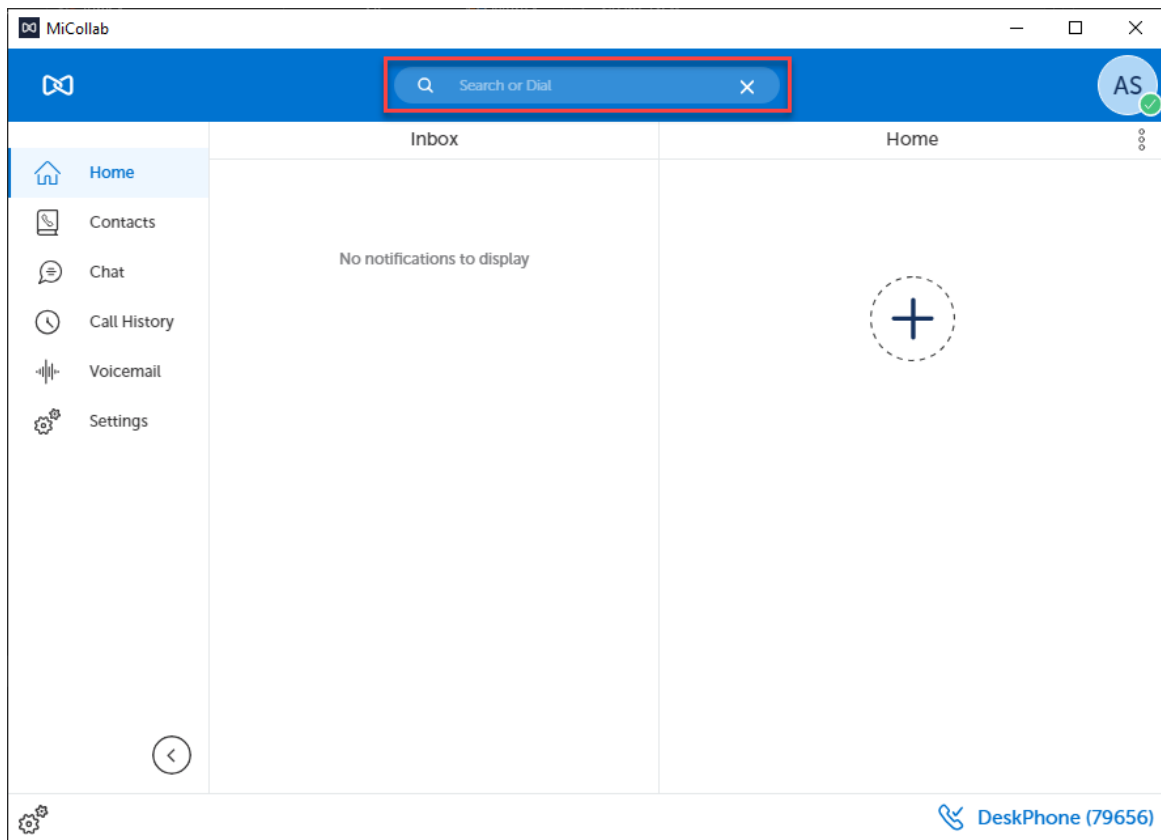 MiCollab
Search or Dial
AS
Inbox
Home
Home
Contacts
Chat
Call History
Voicemail
Settings
No notifications to display
DeskPhone (79656)